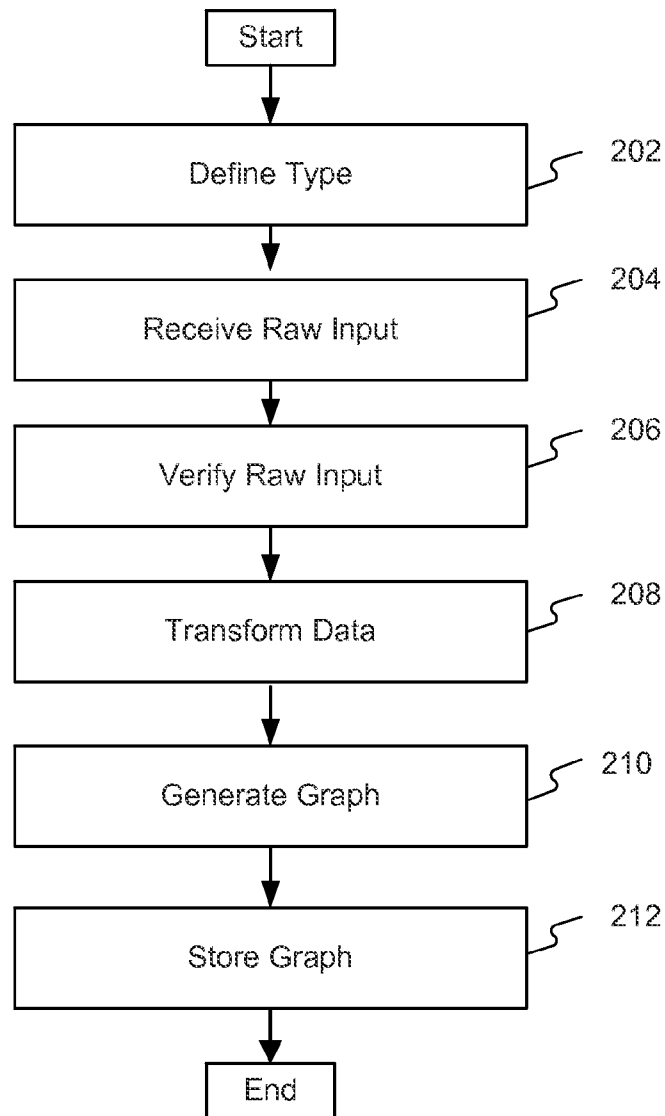 Start
Define Type
202
Receive Raw Input
204
Verify Raw Input
206
Transform Data
208
Generate Graph
210
Store Graph
212
End